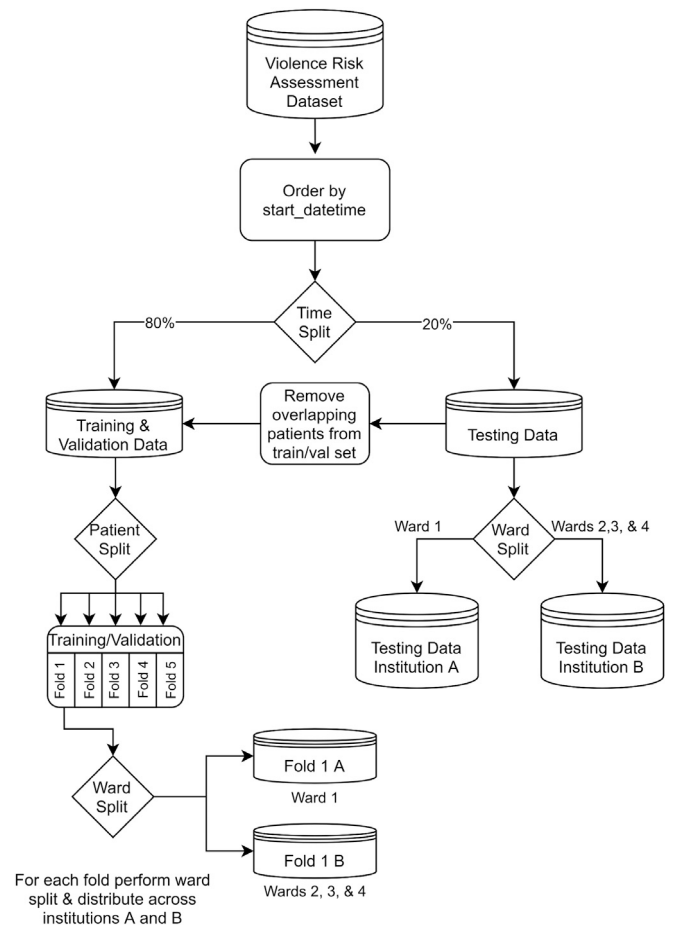 Violence Risk
Assessment
Dataset
Order by
start_datetime
Time
Split
80%
20%
Training &
Validation Data
Remove
overlapping
patients from
train/val set
Testing Data
Patient
Split
Ward 1
Ward
Split
Wards 2,3, & 4
Training/Validation
Fold 1
Fold 2
Fold 3
Fold 4
Fold 5
Testing Data
Institution A
Testing Data
Institution B
Ward
Split
Fold 1 A
Ward 1
Fold 1 B
Wards 2, 3, & 4
For each fold perform ward
split & distribute across
institutions A and B